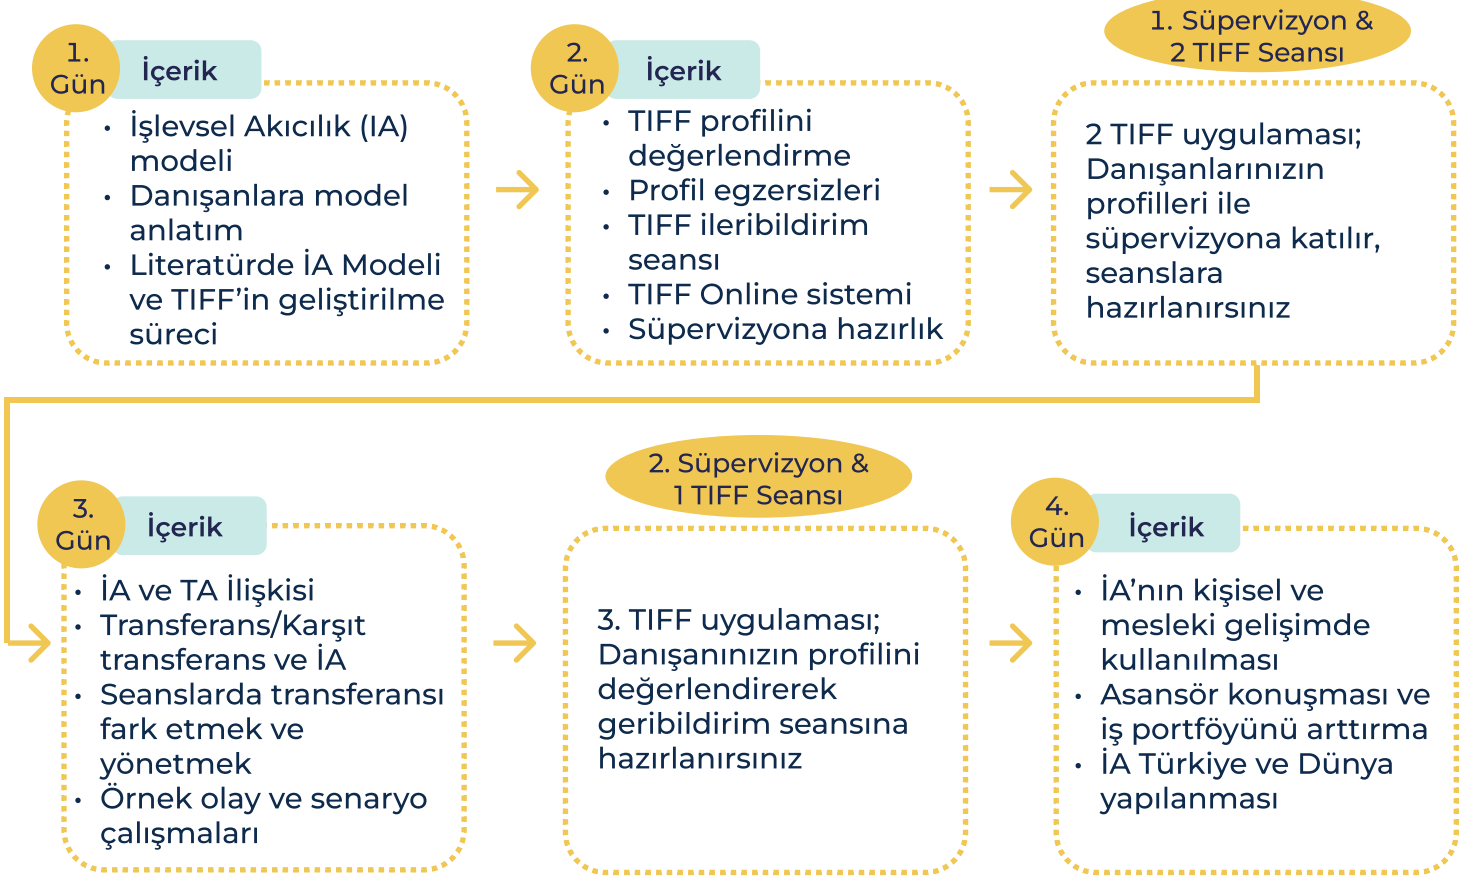 1.
Gün
İçerik
• İşlevsel Akıcılık (IA)
modeli
• Danışanlara model
anlatım
• Literatürde İA Modeli
ve TIFF’in geliştirilme
süreci
2.
Gün
İçerik
• TIFF profilini
değerlendirme
• Profil egzersizleri
• TIFF ileribildirim
seansı
• TIFF Online sistemi
• Süpervizyona hazırlık
1. Süpervizyon &
2 TIFF Seansı
2 TIFF uygulaması;
Danışanlarınızın
profilleri ile
süpervizyona katılır,
seanslara
hazırlanırsınız
3.
Gün
İçerik
• İA ve TA İlişkisi
• Transferans/Karşıt
transferans ve İA
• Seanslarda transferansı
fark etmek ve
yönetmek
• Örnek olay ve senaryo
çalışmaları
2. Süpervizyon &
1 TIFF Seansı
3. TIFF uygulaması;
Danışanınızın profilini
değerlendirerek
geribildirim seansına
hazırlanırsınız
4.
Gün
İçerik
• İA’nın kişisel ve
mesleki gelişimde
kullanılması
• Asansör konuşması ve
iş portföyünü arttırma
• İA Türkiye ve Dünya
yapılanması